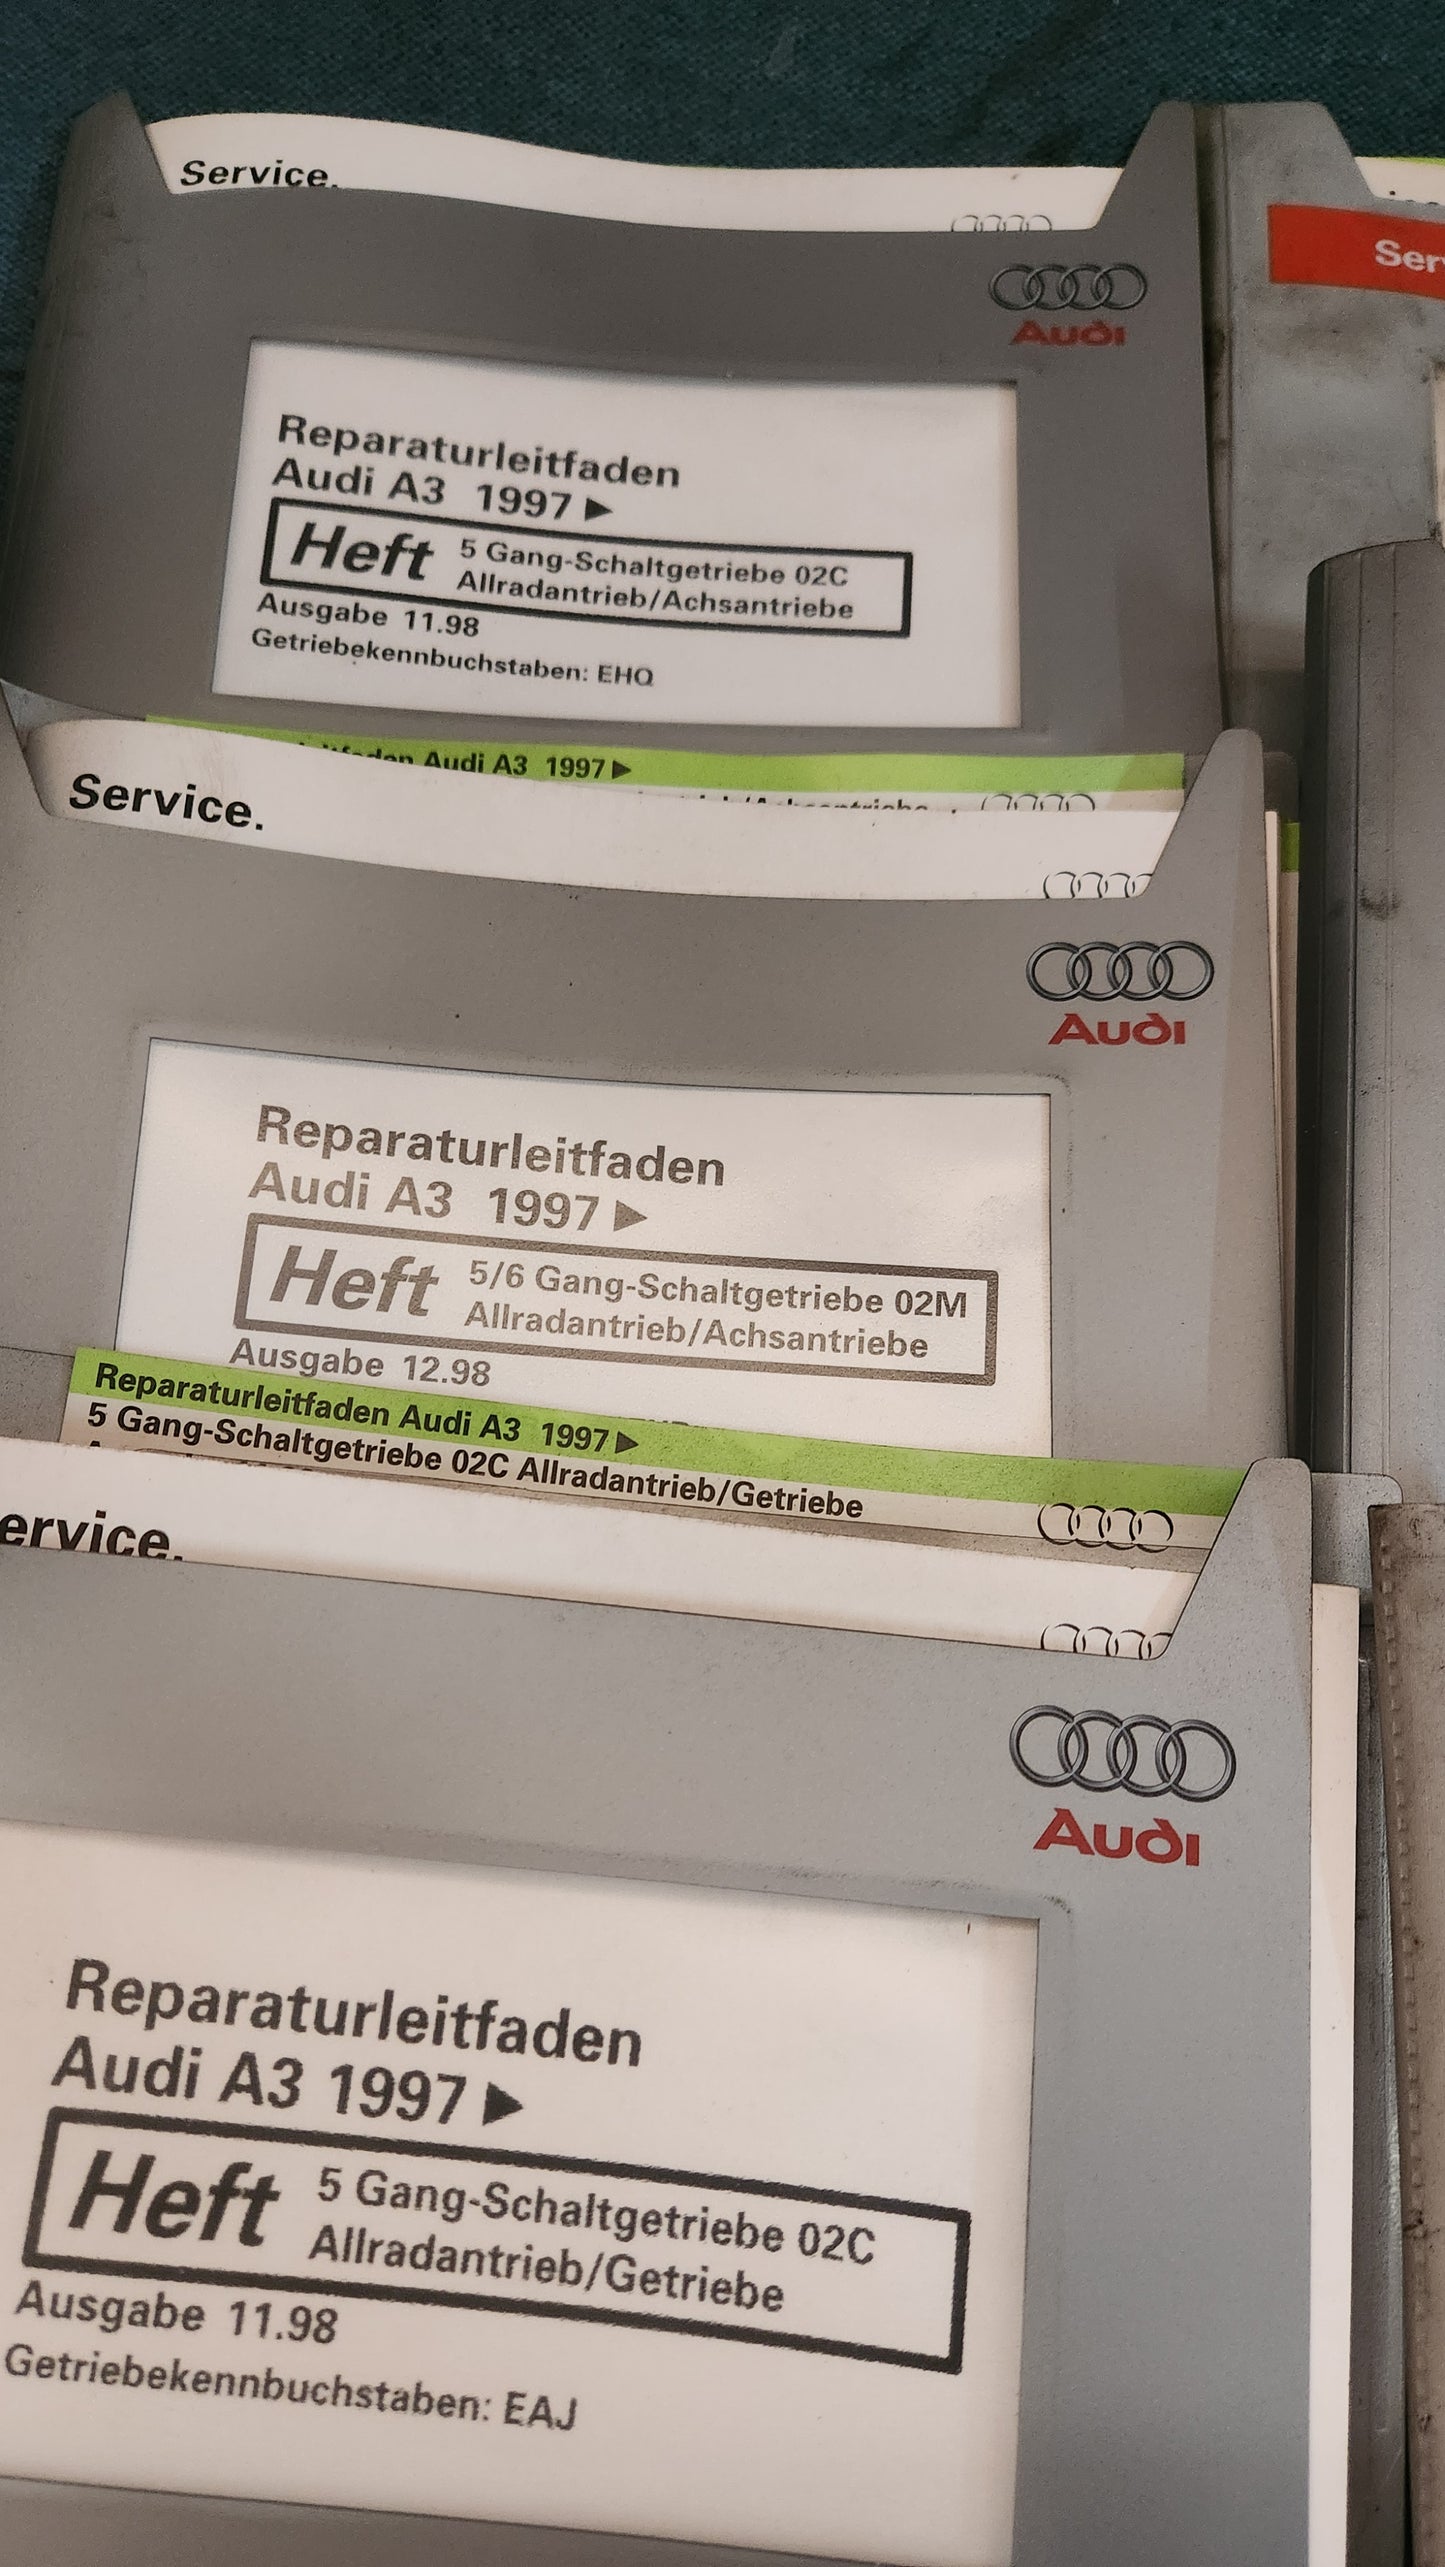 Service.
Audi
Reparaturleitfaden
Audi A3 1997 ▶
Heft 5 Gang-Schaltgetriebe 02C
Allradantrieb/Achsantriebe
Ausgabe 11.98
Getriebekennbuchstaben: EHQ
Audi A3 1997 ▶
Service.
Audi
Reparaturleitfaden
Audi A3 1997 ▶
Heft 5/6 Gang-Schaltgetriebe 02M
Allradantrieb/Achsantriebe
Ausgabe 12.98
Reparaturleitfaden Audi A3 1997 ▶
5 Gang-Schaltgetriebe 02C Allradantrieb/Getriebe
ervice.
Audi
Reparaturleitfaden
Audi A3 1997 ▶
Heft 5 Gang-Schaltgetriebe 02C
Allradantrieb/Getriebe
Ausgabe 11.98
Getriebekennbuchstaben: EAJ